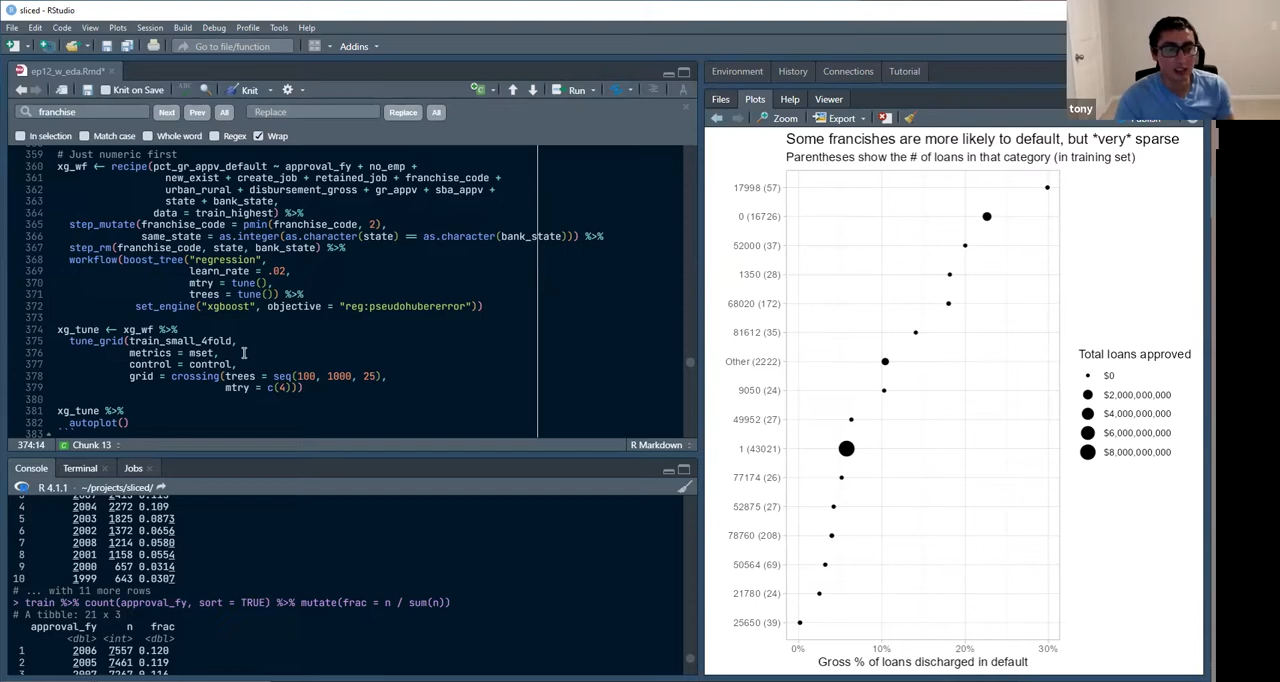 sliced - RStudio
File Edit Code View Plots Session Build Debug Profile Tools Help
Go to file/function Addins
ep12_w_eda.Rmd* ×
Knit on Save ABC Knit Run
franchise Next Prev All Replace Replace All
In selection Match case Whole word Regex Wrap
359 # Just numeric first
360 xg_wf <- recipe(pct_gr_appv_default ~ approval_fy + no_emp +
361 new_exist + create_job + retained_job + franchise_code +
362 urban_rural + disbursement_gross + gr_appv + sba_appv +
363 state + bank_state,
364 data = train_highest) %>%
365 step_mutate(franchise_code = pmin(franchise_code, 2),
366 same_state = as.integer(as.character(state) == as.character(bank_state))) %>%
367 step_rm(franchise_code, state, bank_state) %>%
368 workflow(boost_tree("regression",
369 learn_rate = .02,
370 mtry = tune(),
371 trees = tune()) %>%
372 set_engine("xgboost", objective = "reg:pseudohubererror"))
373
374 xg_tune <- xg_wf %>%
375 tune_grid(train_small_4fold,
376 metrics = mset,
377 control = control,
378 grid = crossing(trees = seq(100, 1000, 25),
379 mtry = c(4)))
380
381 xg_tune %>%
382 autoplot()
383 ```
374:14 Chunk 13 R Markdown
Console Terminal × Jobs ×
R 4.1.1 · ~/projects/sliced/
4 2004 2272 0.109
5 2003 1825 0.0873
6 2002 1372 0.0656
7 2008 1214 0.0580
8 2001 1158 0.0554
9 2000 657 0.0314
10 1999 643 0.0307
# ... with 11 more rows
> train %>% count(approval_fy, sort = TRUE) %>% mutate(frac = n / sum(n))
# A tibble: 21 x 3
approval_fy n frac
<dbl> <int> <dbl>
1 2006 7557 0.120
2 2005 7461 0.119
Environment History Connections Tutorial
Files Plots Help Viewer
Zoom Export Publish
tony
Some francishes are more likely to default, but *very* sparse
Parentheses show the # of loans in that category (in training set)
17998 (57)
0 (16726)
52000 (37)
1350 (28)
68020 (172)
81612 (35)
Other (2222)
9050 (24)
49952 (27)
1 (43021)
77174 (26)
52875 (27)
78760 (208)
50564 (69)
21780 (24)
25650 (39)
0% 10% 20% 30%
Gross % of loans discharged in default
Total loans approved
$0
$2,000,000,000
$4,000,000,000
$6,000,000,000
$8,000,000,000